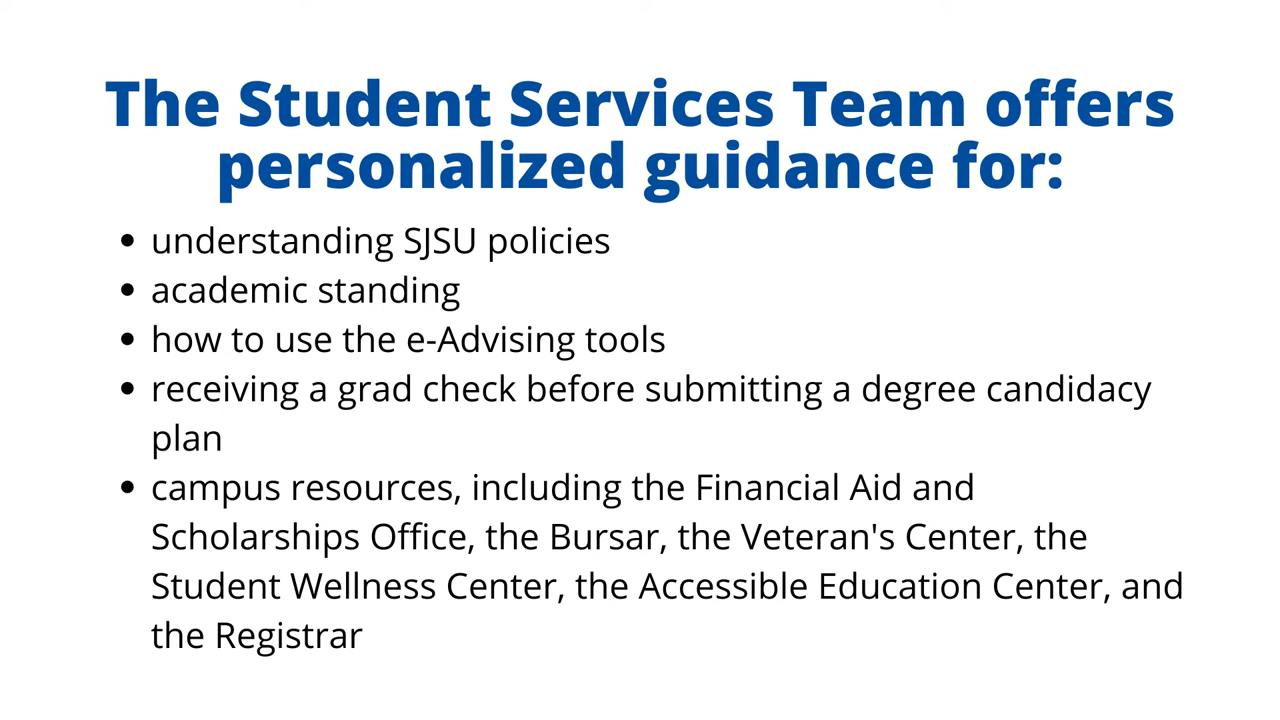 The Student Services Team offers
personalized guidance for:
• understanding SJSU policies
• academic standing
• how to use the e-Advising tools
• receiving a grad check before submitting a degree candidacy
plan
• campus resources, including the Financial Aid and
Scholarships Office, the Bursar, the Veteran's Center, the
Student Wellness Center, the Accessible Education Center, and
the Registrar